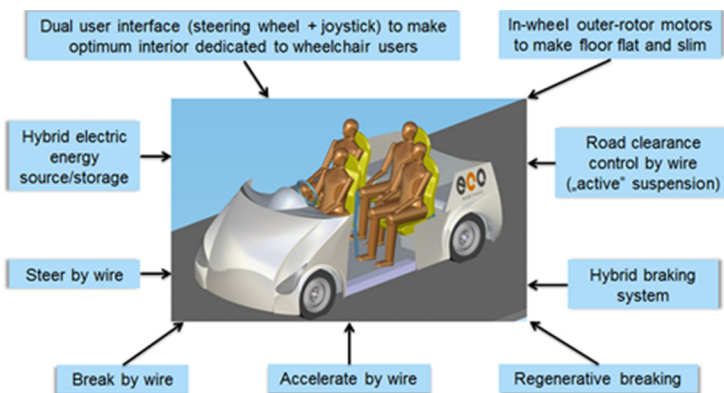 Dual user interface (steering wheel + joystick) to make
optimum interior dedicated to wheelchair users
In-wheel outer-rotor motors
to make floor flat and slim
Hybrid electric
energy
source/storage
Road clearance
control by wire
(„active” suspension)
Steer by wire
Hybrid braking
system
Break by wire
Accelerate by wire
Regenerative breaking